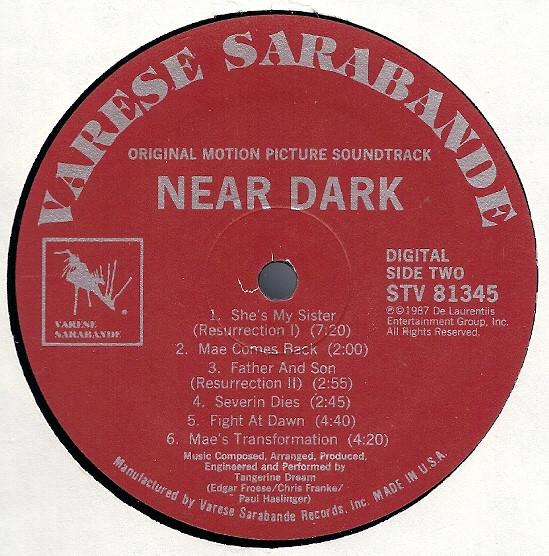 VARESE SARABANDE
ORIGINAL MOTION PICTURE SOUNDTRACK
NEAR DARK
VARESE
SARABANDE
DIGITAL
SIDE TWO
STV 81345
℗©1987 De Laurentiis
Entertainment Group, Inc.
All Rights Reserved.
1. She's My Sister
(Resurrection I) (7:20)
2. Mae Comes Back (2:00)
3. Father And Son
(Resurrection II) (2:55)
4. Severin Dies (2:45)
5. Fight At Dawn (4:40)
6. Mae's Transformation (4:20)
Music Composed, Arranged, Produced,
Engineered and Performed by
Tangerine Dream
(Edgar Froese/Chris Franke/
Paul Haslinger)
Manufactured by Varese Sarabande Records, Inc. MADE IN U.S.A.